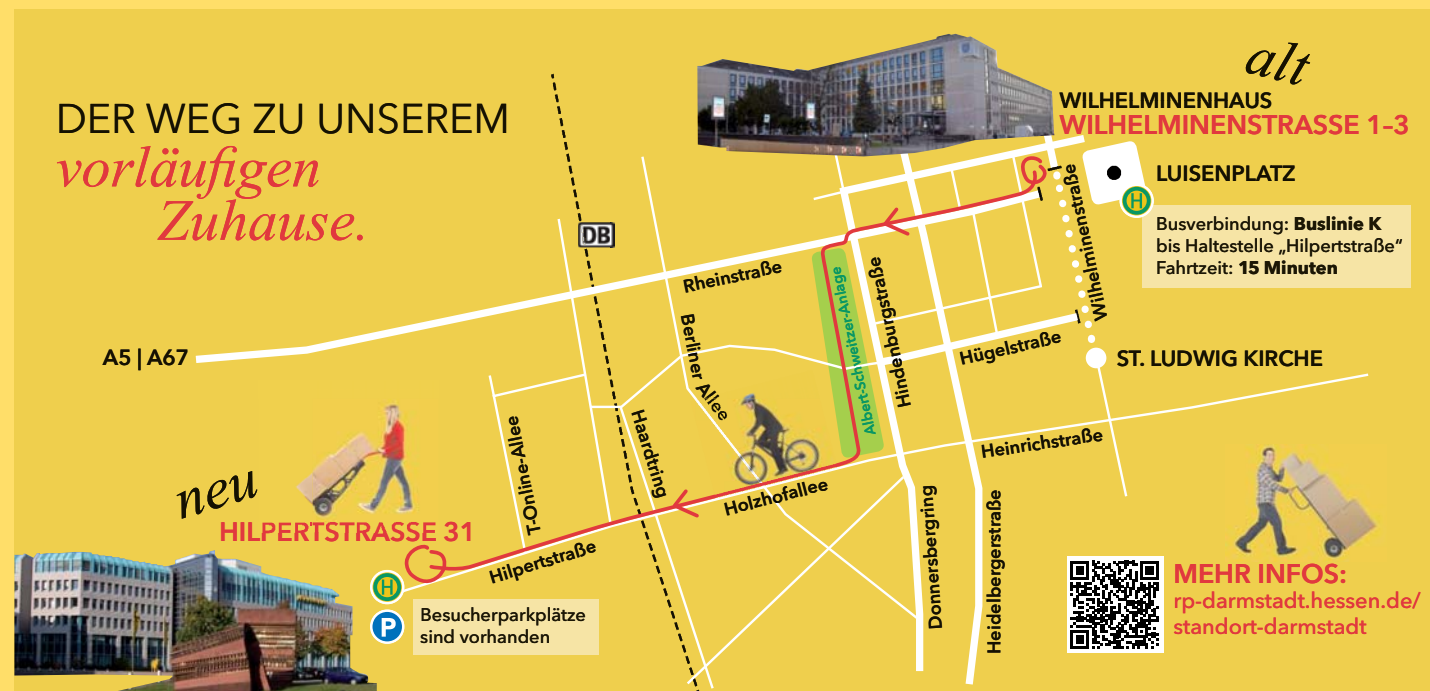 DER WEG ZU UNSEREM
vorläufigen
Zuhause.
alt
WILHELMINENHAUS
WILHELMINENSTRASSE 1–3
LUISENPLATZ
H
Busverbindung: Buslinie K
bis Haltestelle „Hilpertstraße“
Fahrtzeit: 15 Minuten
Wilhelminenstraße
DB
Rheinstraße
A5 | A67
Berliner Allee
Albert-Schweitzer-Anlage
Hindenburgstraße
Hügelstraße
ST. LUDWIG KIRCHE
Heinrichstraße
T-Online-Allee
Haardtring
Holzhofallee
Hilpertstraße
Donnersbergring
Heidelbergerstraße
neu
HILPERTSTRASSE 31
H
P
Besucherparkplätze
sind vorhanden
MEHR INFOS:
rp-darmstadt.hessen.de/
standort-darmstadt